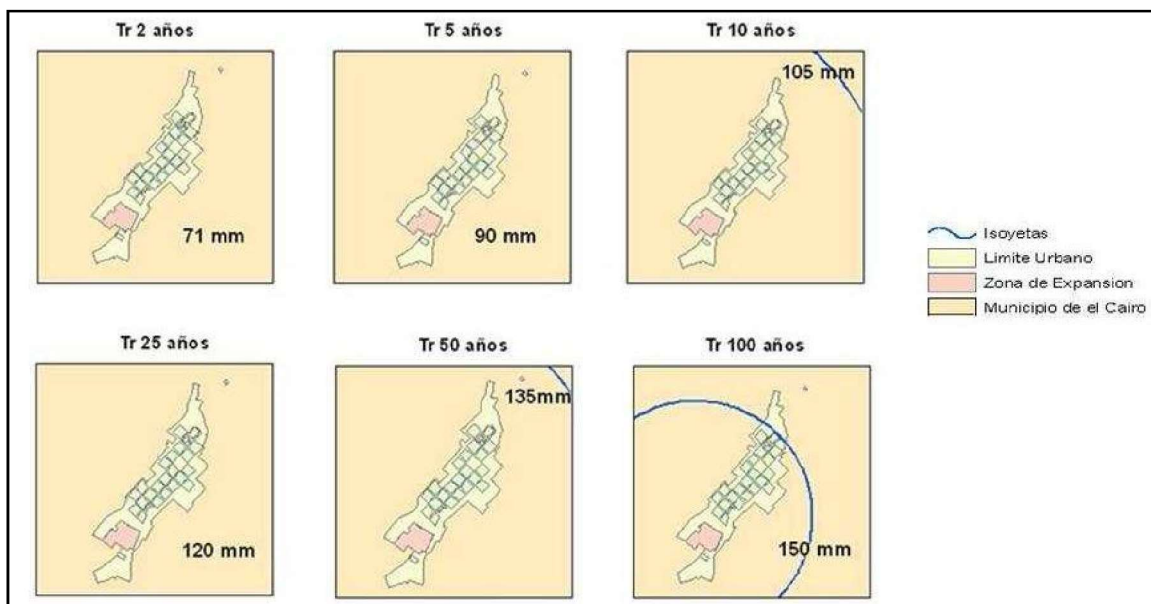 Tr 2 años
Tr 5 años
Tr 10 años
71 mm
90 mm
105 mm
Isoyetas
Limite Urbano
Zona de Expansion
Municipio de el Cairo
Tr 25 años
Tr 50 años
Tr 100 años
120 mm
135mm
150 mm